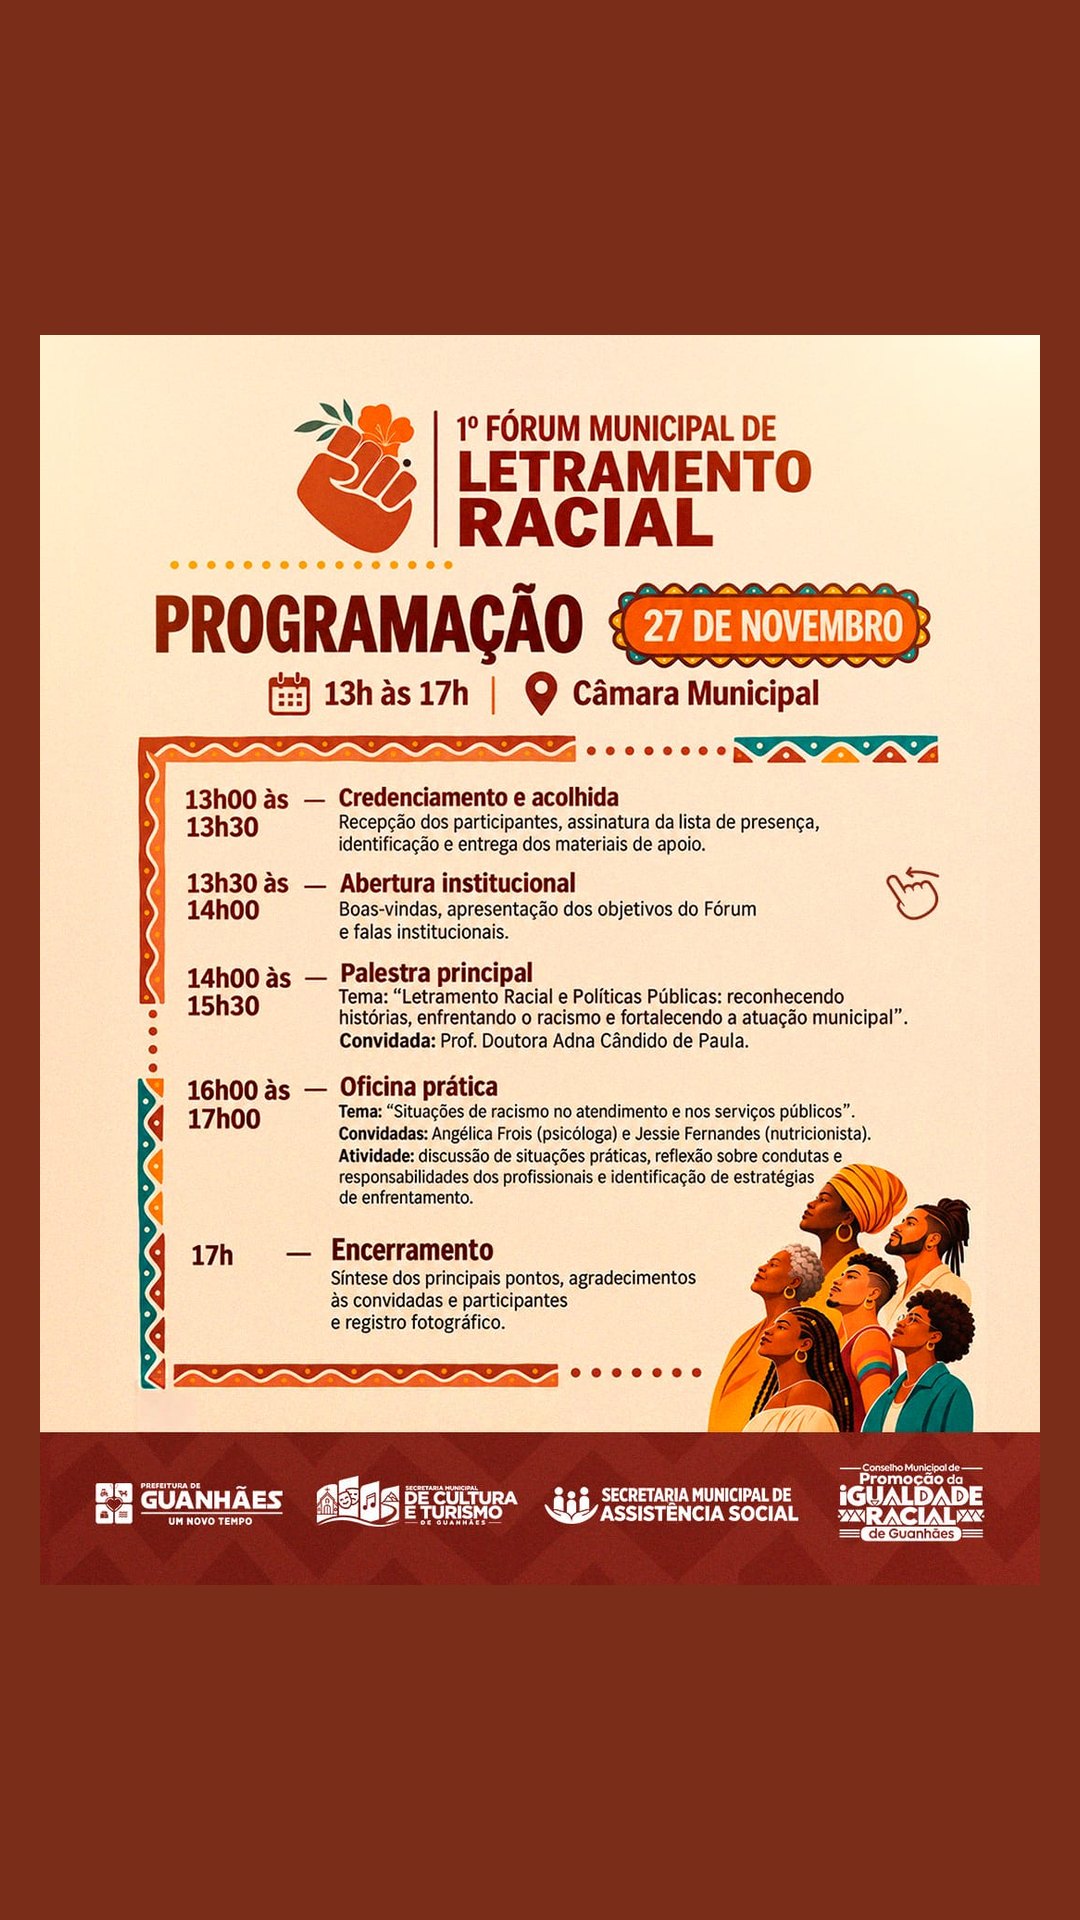 1º FÓRUM MUNICIPAL DE
LETRAMENTO
RACIAL
PROGRAMAÇÃO
27 DE NOVEMBRO
13h às 17h
Câmara Municipal
13h00 às
13h30
— Credenciamento e acolhida
Recepção dos participantes, assinatura da lista de presença,
identificação e entrega dos materiais de apoio.
13h30 às
14h00
— Abertura institucional
Boas-vindas, apresentação dos objetivos do Fórum
e falas institucionais.
14h00 às
15h30
— Palestra principal
Tema: “Letramento Racial e Políticas Públicas: reconhecendo
histórias, enfrentando o racismo e fortalecendo a atuação municipal”.
Convidada: Prof. Doutora Adna Cândido de Paula.
16h00 às
17h00
— Oficina prática
Tema: “Situações de racismo no atendimento e nos serviços públicos”.
Convidadas: Angélica Frois (psicóloga) e Jessie Fernandes (nutricionista).
Atividade: discussão de situações práticas, reflexão sobre condutas e
responsabilidades dos profissionais e identificação de estratégias
de enfrentamento.
17h
— Encerramento
Síntese dos principais pontos, agradecimentos
às convidadas e participantes
e registro fotográfico.
PREFEITURA DE
GUANHÃES
UM NOVO TEMPO
SECRETARIA MUNICIPAL
DE CULTURA
E TURISMO
DE GUANHÃES
SECRETARIA MUNICIPAL DE
ASSISTÊNCIA SOCIAL
Conselho Municipal de
Promoção da
iGUALDADE
RACIAL
de Guanhães